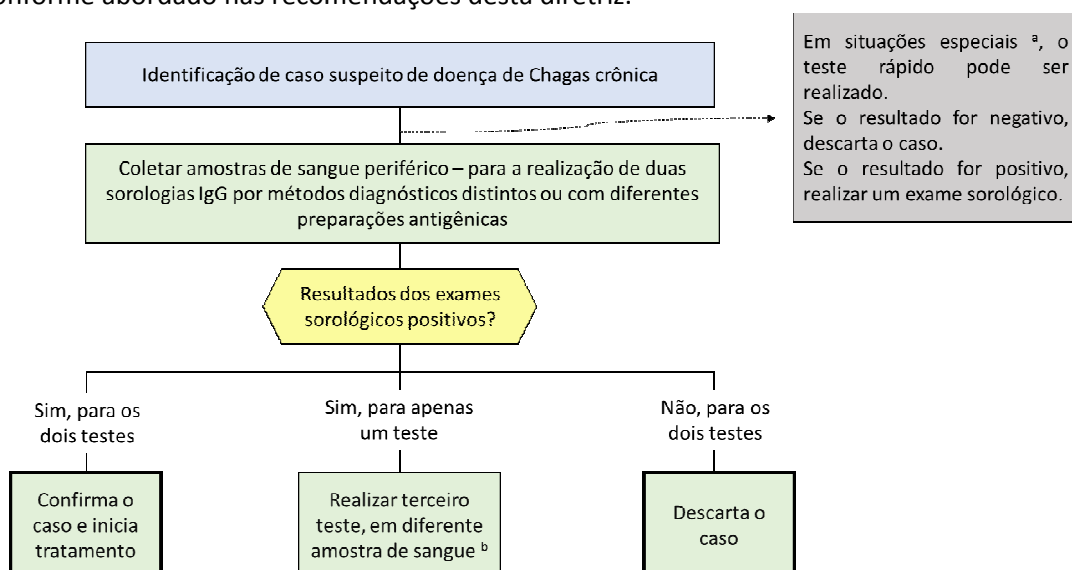 onforme abordado nas recomendações desta diretriz.
Identificação de caso suspeito de doença de Chagas crônica
Em situações especiais ª, o
teste rápido pode ser
realizado.
Se o resultado for negativo,
descarta o caso.
Se o resultado for positivo,
realizar um exame sorológico.
Coletar amostras de sangue periférico – para a realização de duas
sorologias IgG por métodos diagnósticos distintos ou com diferentes
preparações antigênicas
Resultados dos exames
sorológicos positivos?
Sim, para os
dois testes
Sim, para apenas
um teste
Não, para os
dois testes
Confirma o
caso e inicia
tratamento
Realizar terceiro
teste, em diferente
amostra de sangue ᵇ
Descarta o
caso